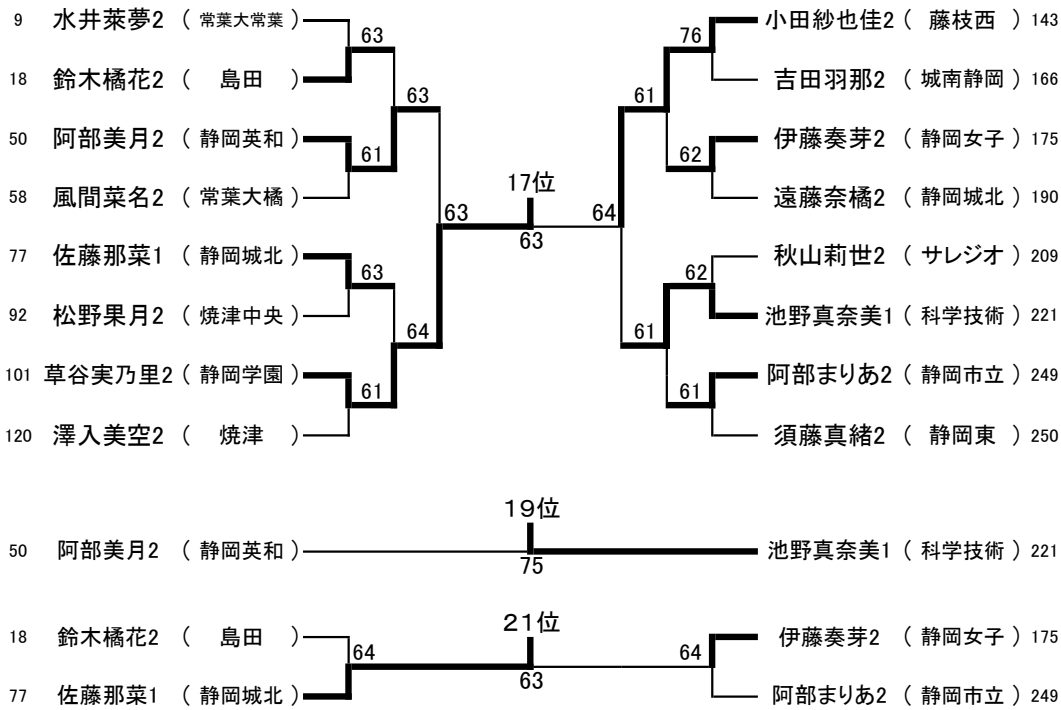 9 水井萊夢2 ( 常葉大常葉 ) 63 76 小田紗也佳2 ( 藤枝西 ) 143
18 鈴木橘花2 ( 島田 ) 63 61 吉田羽那2 ( 城南静岡 ) 166
50 阿部美月2 ( 静岡英和 ) 61 62 伊藤奏芽2 ( 静岡女子 ) 175
17位
58 風間菜名2 ( 常葉大橘 ) 63 63 64 遠藤奈橘2 ( 静岡城北 ) 190
77 佐藤那菜1 ( 静岡城北 ) 63 62 秋山莉世2 ( サレジオ ) 209
92 松野果月2 ( 焼津中央 ) 64 61 池野真奈美1 ( 科学技術 ) 221
101 草谷実乃里2 ( 静岡学園 ) 61 61 阿部まりあ2 ( 静岡市立 ) 249
120 澤入美空2 ( 焼津 ) 須藤真緒2 ( 静岡東 ) 250
19位
50 阿部美月2 ( 静岡英和 ) 75 池野真奈美1 ( 科学技術 ) 221
21位
18 鈴木橘花2 ( 島田 ) 64 64 伊藤奏芽2 ( 静岡女子 ) 175
63
77 佐藤那菜1 ( 静岡城北 ) 阿部まりあ2 ( 静岡市立 ) 249